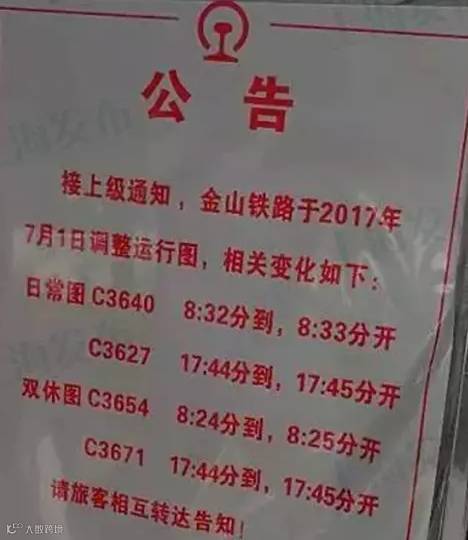 公告
接上级通知，金山铁路于2017年
7月1日调整运行图，相关变化如下：
日常图 C3640 8:32分到，8:33分开
C3627 17:44分到，17:45分开
双休图 C3654 8:24分到，8:25分开
C3671 17:44分到，17:45分开
请旅客相互转达告知！
大数跨境